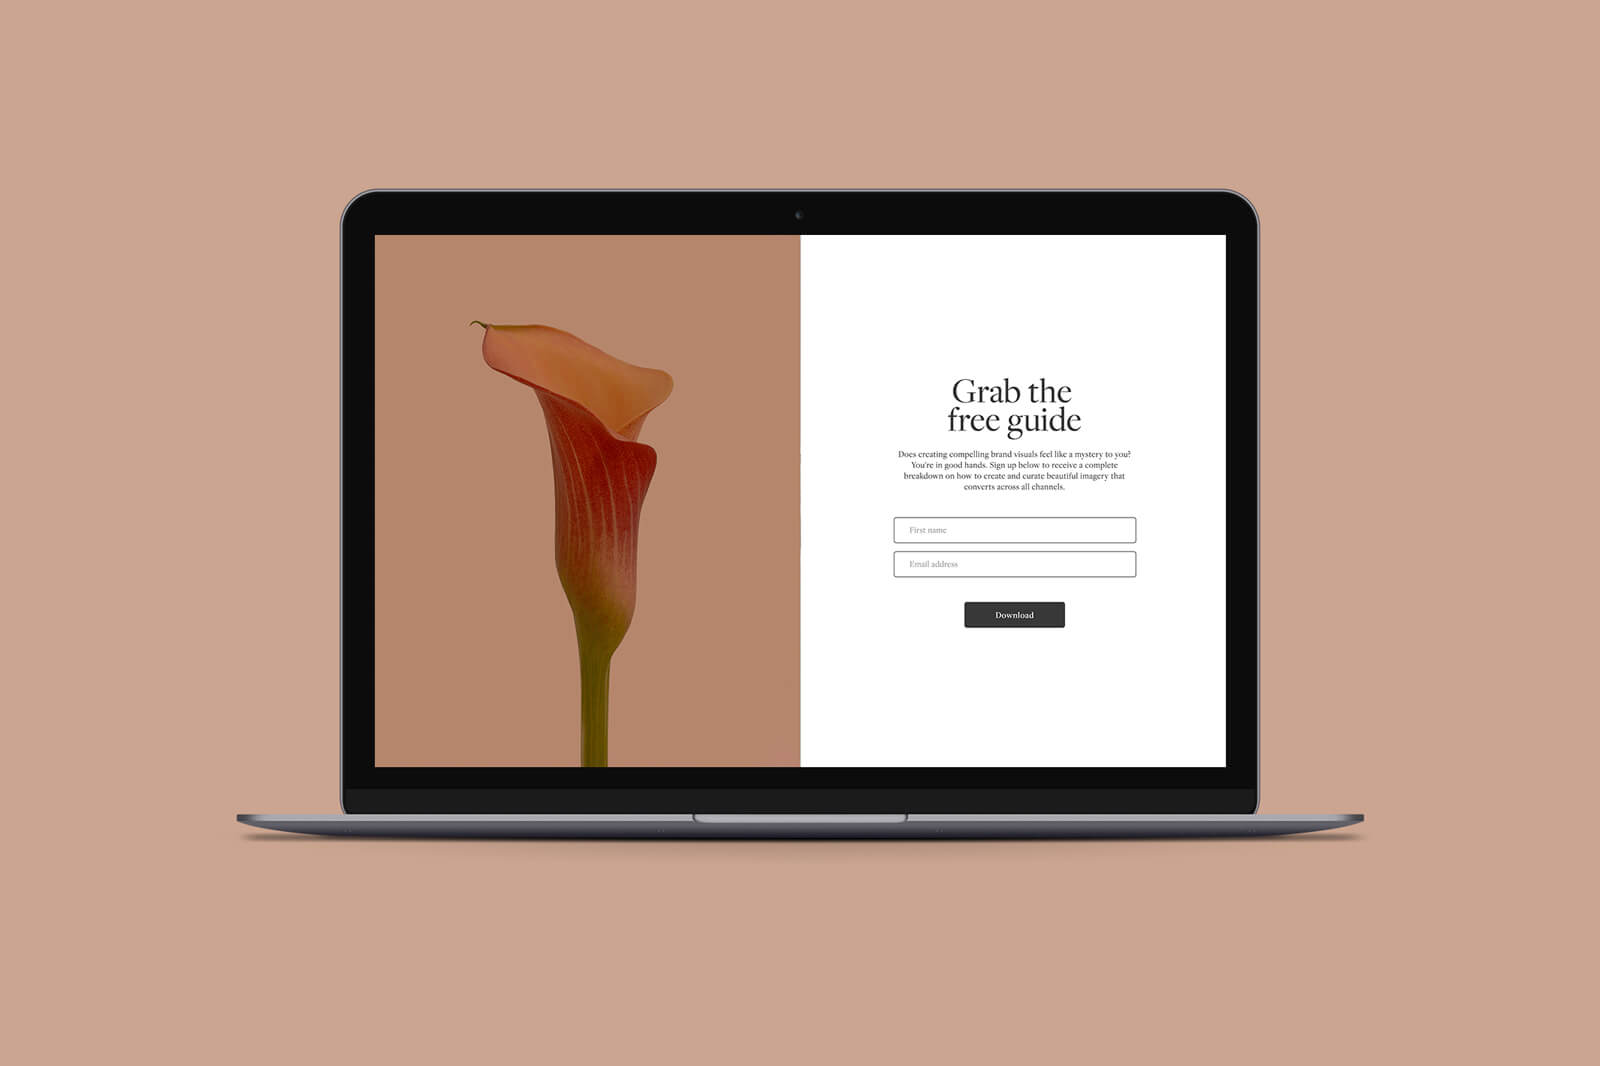 Grab the
free guide
Does creating compelling brand visuals feel like a mystery to you?
You're in good hands. Sign up below to receive a complete
breakdown on how to create and curate beautiful imagery that
converts across all channels.
First name
Email address
Download